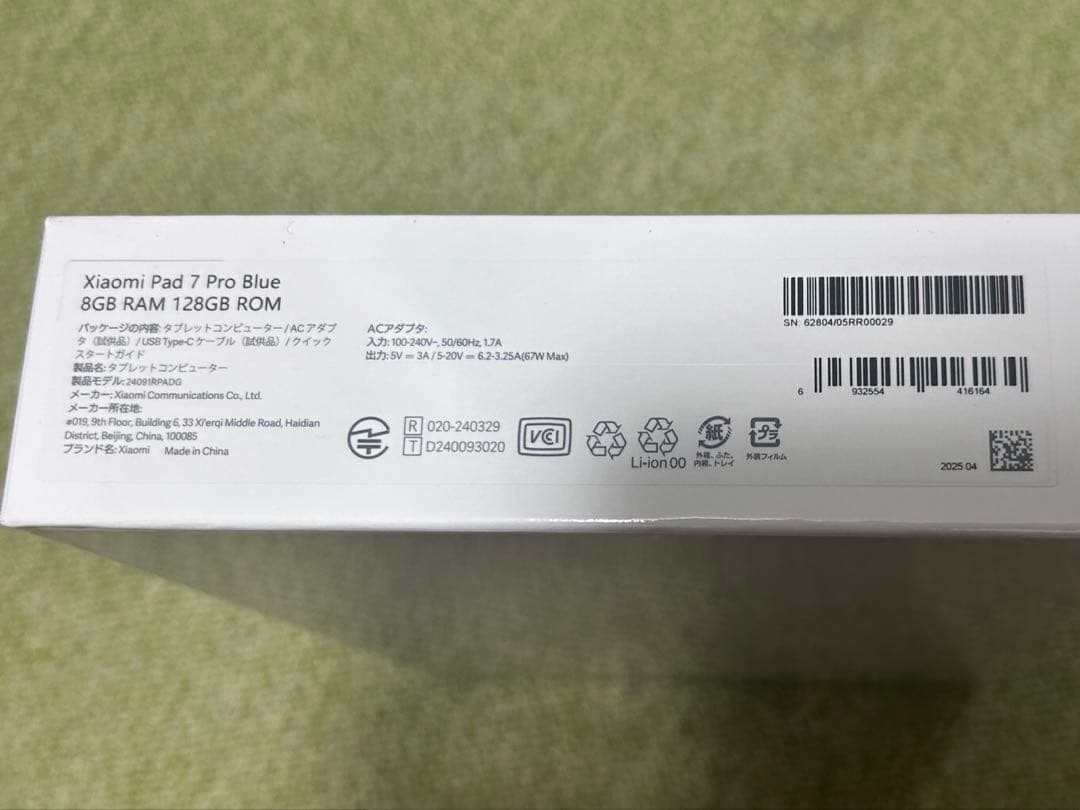 Xiaomi Pad 7 Pro Blue
8GB RAM 128GB ROM
パッケージの内容: タブレットコンピューター/ACアダプ
タ（試供品）/USB Type-C ケーブル（試供品）/クイック
スタートガイド
製品名: タブレットコンピューター
製品モデル: 24091RPADG
メーカー: Xiaomi Communications Co., Ltd.
メーカー所在地:
#019, 9th Floor, Building 6, 33 Xi'erqi Middle Road, Haidian
District, Beijing, China, 100085
ブランド名: Xiaomi Made in China
ACアダプタ:
入力: 100-240V~, 50/60Hz, 1.7A
出力: 5V = 3A / 5-20V = 6.2-3.25A(67W Max)
R 020-240329
T D240093020
VCCI
Li-ion 00
紙
外箱、ふた、
内箱、トレイ
プラ
外装フィルム
SN: 62804/05RR00029
6 932554 416164
2025.04